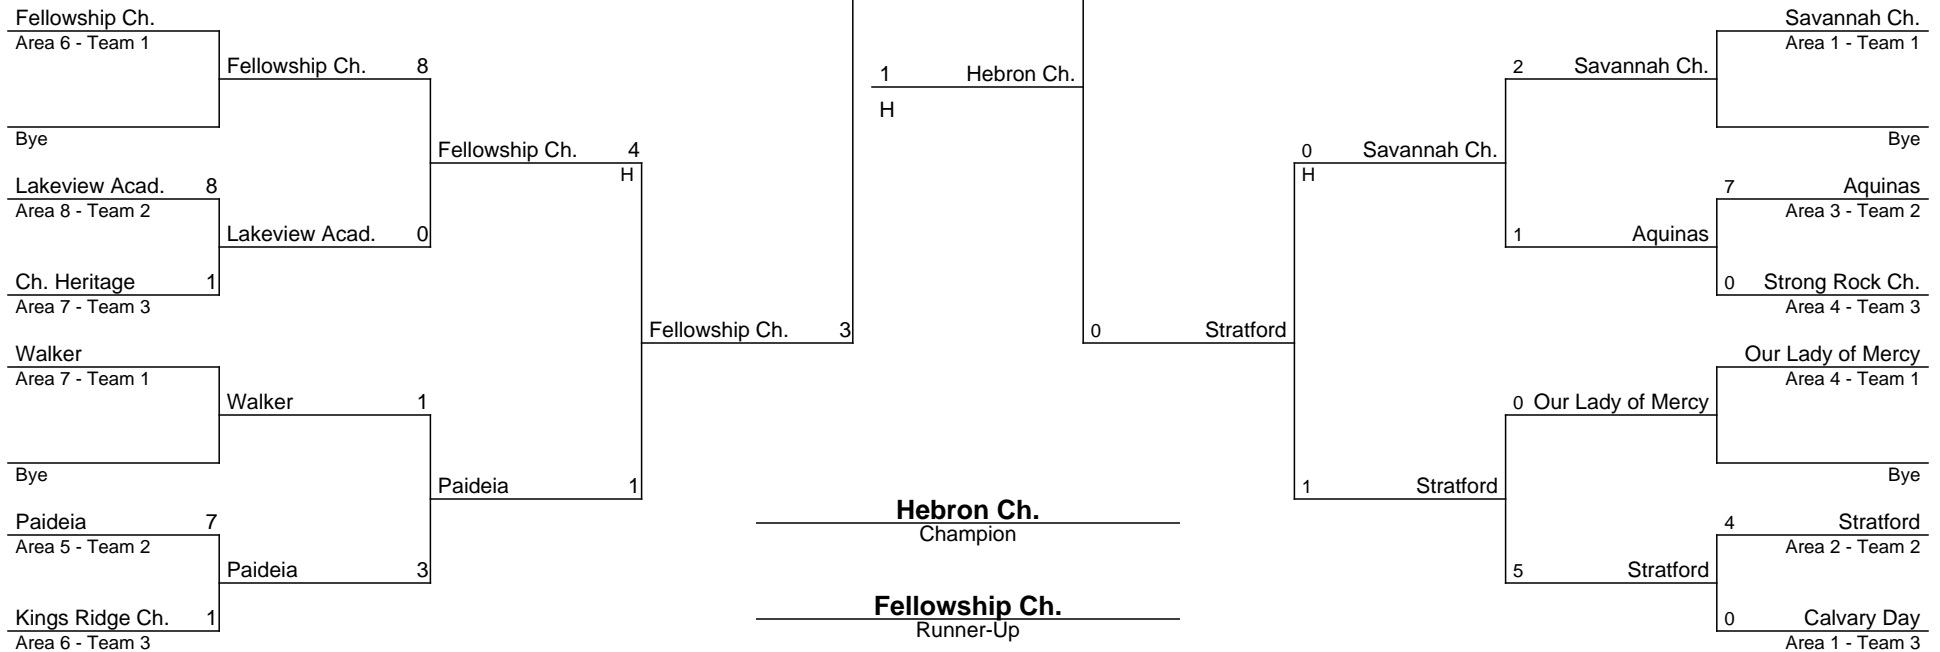 Fellowship Ch.
Area 6 - Team 1
Fellowship Ch. 8
Bye
Fellowship Ch. 4
H
Lakeview Acad. 8
Area 8 - Team 2
Lakeview Acad. 0
Ch. Heritage 1
Area 7 - Team 3
Fellowship Ch. 3
Walker
Area 7 - Team 1
Walker 1
Bye
Paideia 1
Paideia 7
Area 5 - Team 2
Paideia 3
Kings Ridge Ch. 1
Area 6 - Team 3
1 Hebron Ch.
H
Hebron Ch.
Champion
Fellowship Ch.
Runner-Up
Savannah Ch.
Area 1 - Team 1
2 Savannah Ch.
Bye
0 Savannah Ch.
H
7 Aquinas
Area 3 - Team 2
1 Aquinas
0 Strong Rock Ch.
Area 4 - Team 3
0 Stratford
Our Lady of Mercy
Area 4 - Team 1
0 Our Lady of Mercy
Bye
1 Stratford
4 Stratford
Area 2 - Team 2
5 Stratford
0 Calvary Day
Area 1 - Team 3